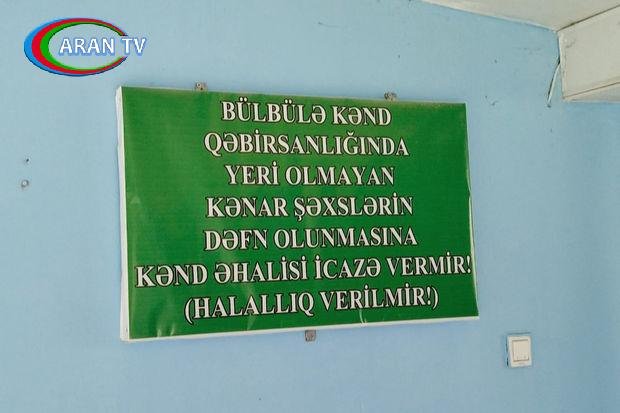 ARAN TV
BÜLBÜLƏ KƏND
QƏBİRSANLIĞINDA
YERİ OLMAYAN
KƏNAR ŞƏXSLƏRİN
DƏFN OLUNMASINA
KƏND ƏHALİSİ İCAZƏ VERMİR!
(HALALLIQ VERİLMİR!)